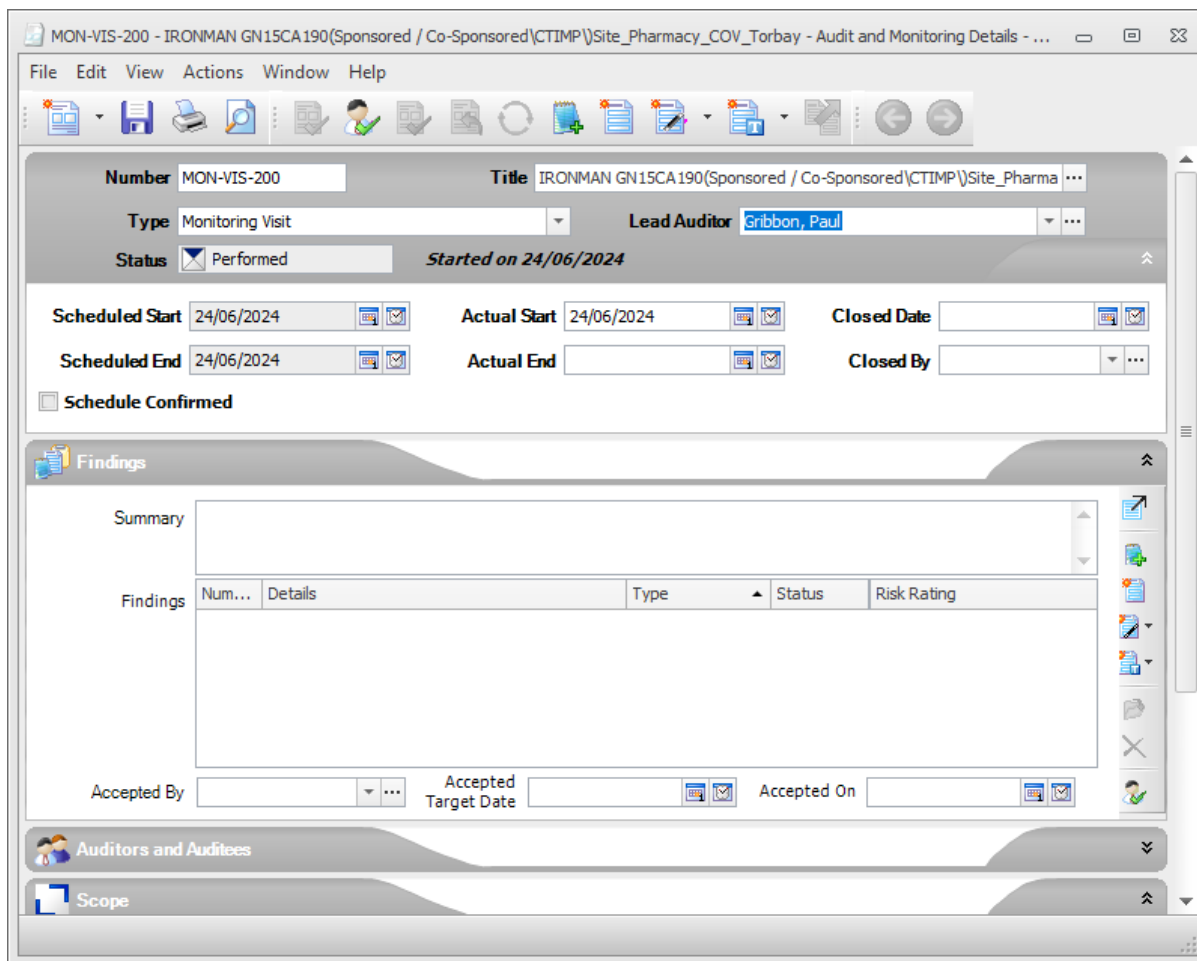 MON-VIS-200 - IRONMAN GN15CA190(Sponsored / Co-Sponsored\CTIMP\)Site_Pharmacy_COV_Torbay - Audit and Monitoring Details - ...
File Edit View Actions Window Help
Number MON-VIS-200 Title IRONMAN GN15CA190(Sponsored / Co-Sponsored\CTIMP\)Site_Pharma ...
Type Monitoring Visit Lead Auditor Gribbon, Paul ...
Status Performed Started on 24/06/2024
Scheduled Start 24/06/2024 Actual Start 24/06/2024 Closed Date
Scheduled End 24/06/2024 Actual End Closed By ...
Schedule Confirmed
Findings
Summary
Findings Num... Details Type Status Risk Rating
Accepted By ... Accepted Target Date Accepted On
Auditors and Auditees
Scope